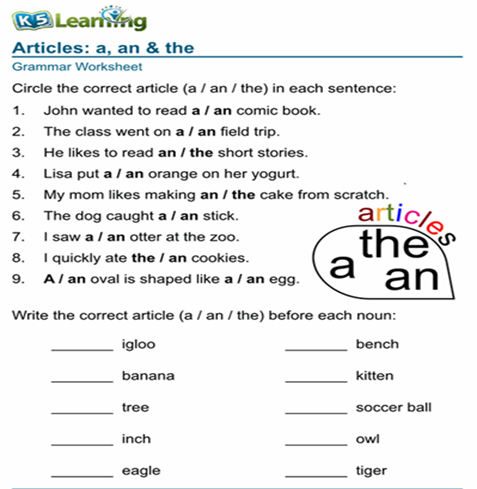 K5 Learning
Articles: a, an & the
Grammar Worksheet
Circle the correct article (a / an / the) in each sentence:
1. John wanted to read a / an comic book.
2. The class went on a / an field trip.
3. He likes to read an / the short stories.
4. Lisa put a / an orange on her yogurt.
5. My mom likes making an / the cake from scratch.
6. The dog caught a / an stick.
7. I saw a / an otter at the zoo.
8. I quickly ate the / an cookies.
9. A / an oval is shaped like a / an egg.
articles
the
a
an
Write the correct article (a / an / the) before each noun:
________ igloo ________ bench
________ banana ________ kitten
________ tree ________ soccer ball
________ inch ________ owl
________ eagle ________ tiger